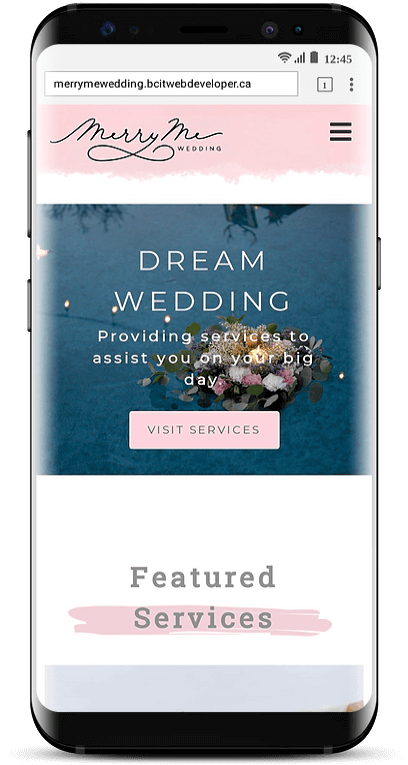 12:45
merrymewedding.bcitwebdeveloper.ca
1
Merry Me
WEDDING
DREAM
WEDDING
Providing services to
assist you on your big
day.
VISIT SERVICES
Featured
Services